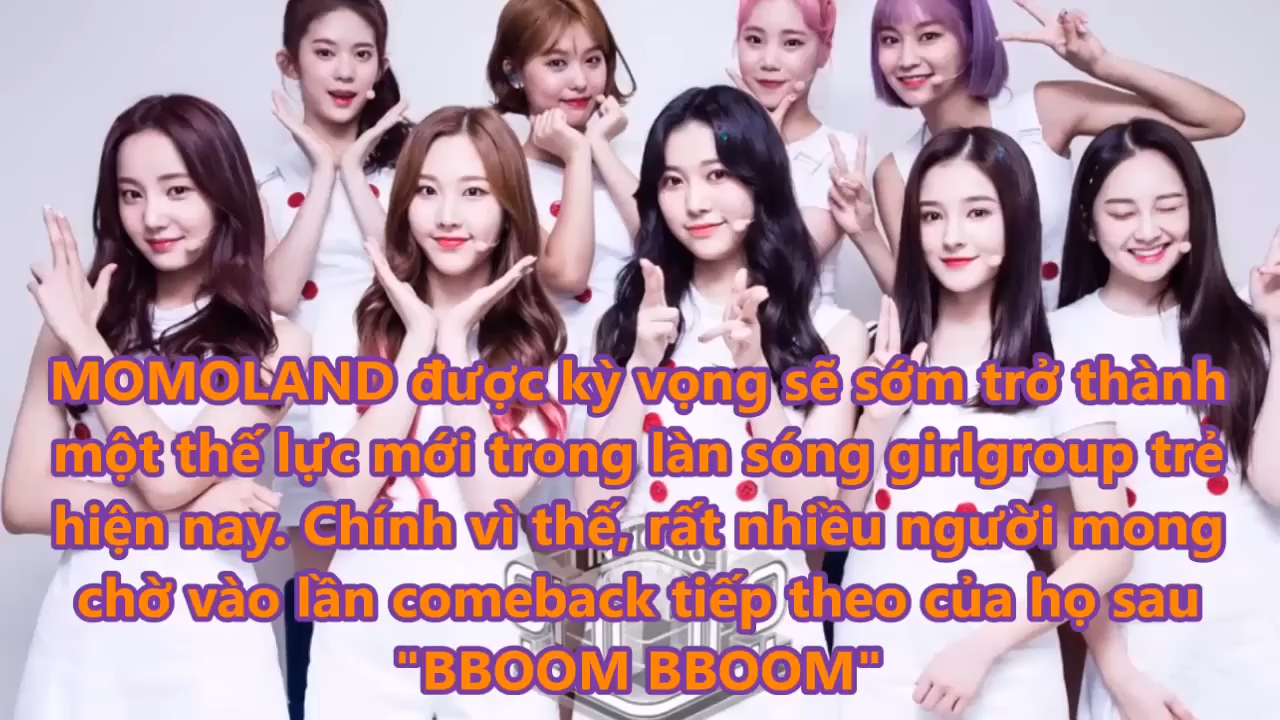 MOMOLAND được kỳ vọng sẽ sớm trở thành
một thế lực mới trong làn sóng girlgroup trẻ
hiện nay. Chính vì thế, rất nhiều người mong
chờ vào lần comeback tiếp theo của họ sau
"BBOOM BBOOM"